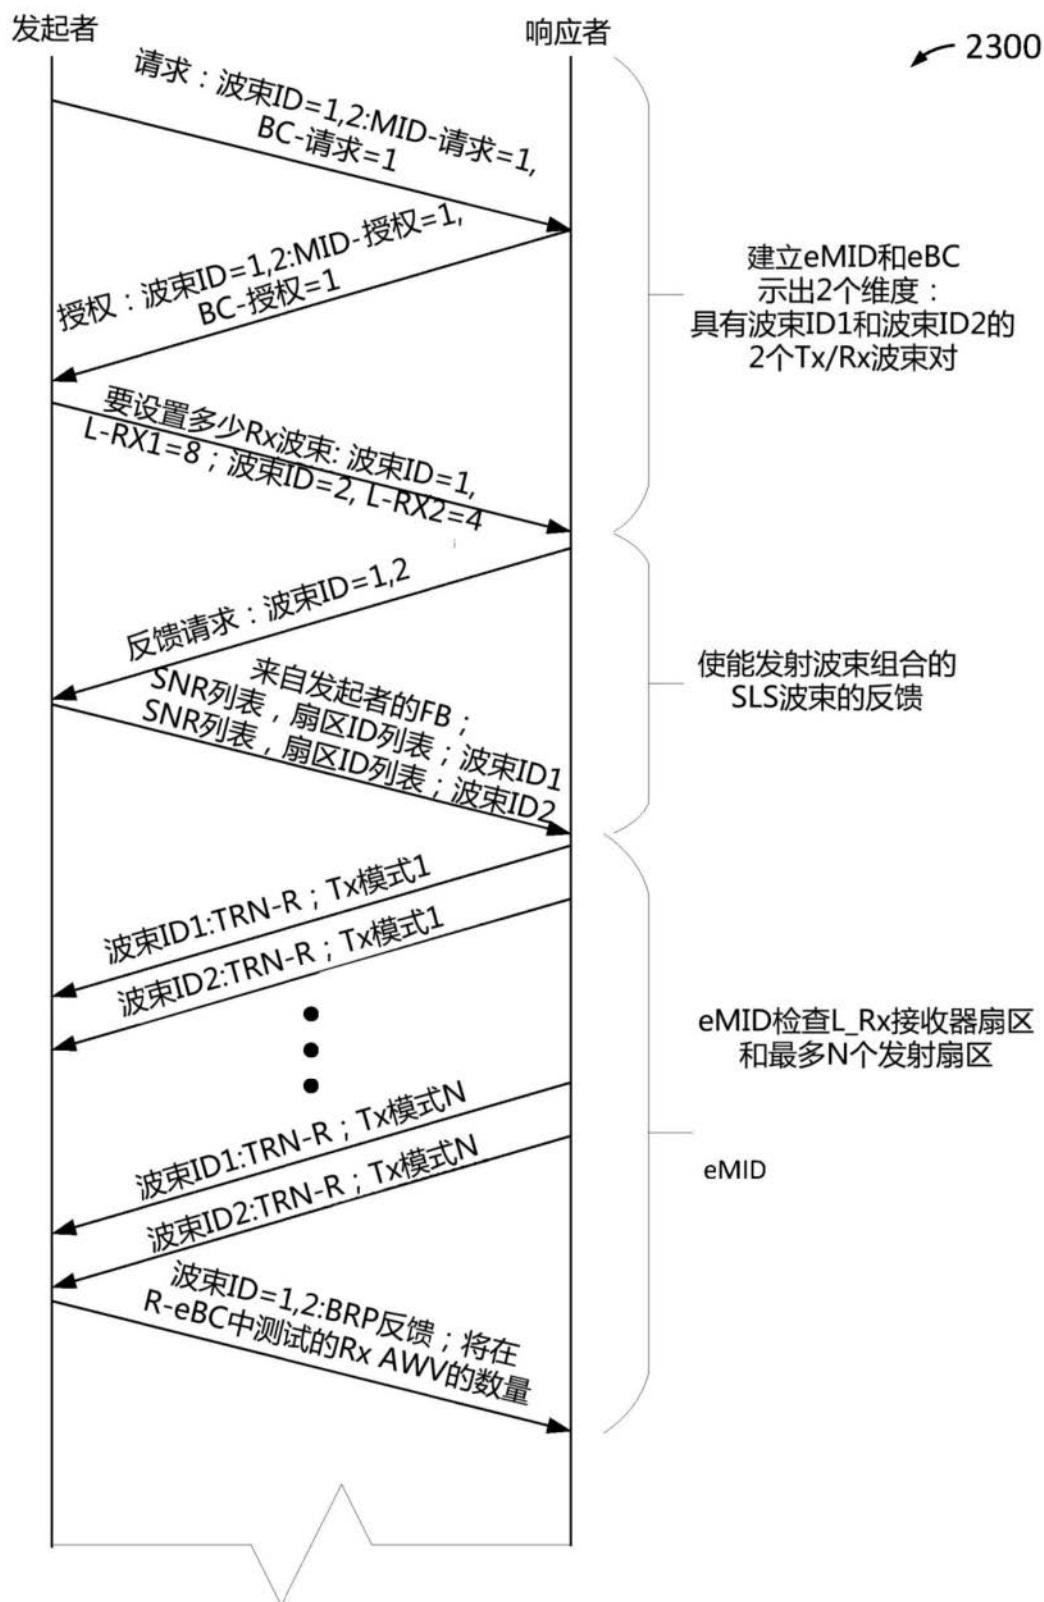 发起者
响应者
2300
请求：波束ID=1,2:MID-请求=1,
BC-请求=1
授权：波束ID=1,2:MID-授权=1,
BC-授权=1
建立eMID和eBC
示出2个维度：
具有波束ID1和波束ID2的
2个Tx/Rx波束对
要设置多少Rx波束: 波束ID=1,
L-RX1=8；波束ID=2, L-RX2=4
反馈请求：波束ID=1,2
来自发起者的FB；
SNR列表，扇区ID列表；波束ID1
SNR列表，扇区ID列表；波束ID2
使能发射波束组合的
SLS波束的反馈
波束ID1:TRN-R；Tx模式1
波束ID2:TRN-R；Tx模式1
eMID检查L_Rx接收器扇区
和最多N个发射扇区
波束ID1:TRN-R；Tx模式N
波束ID2:TRN-R；Tx模式N
eMID
波束ID=1,2:BRP反馈；将在
R-eBC中测试的Rx AWV的数量